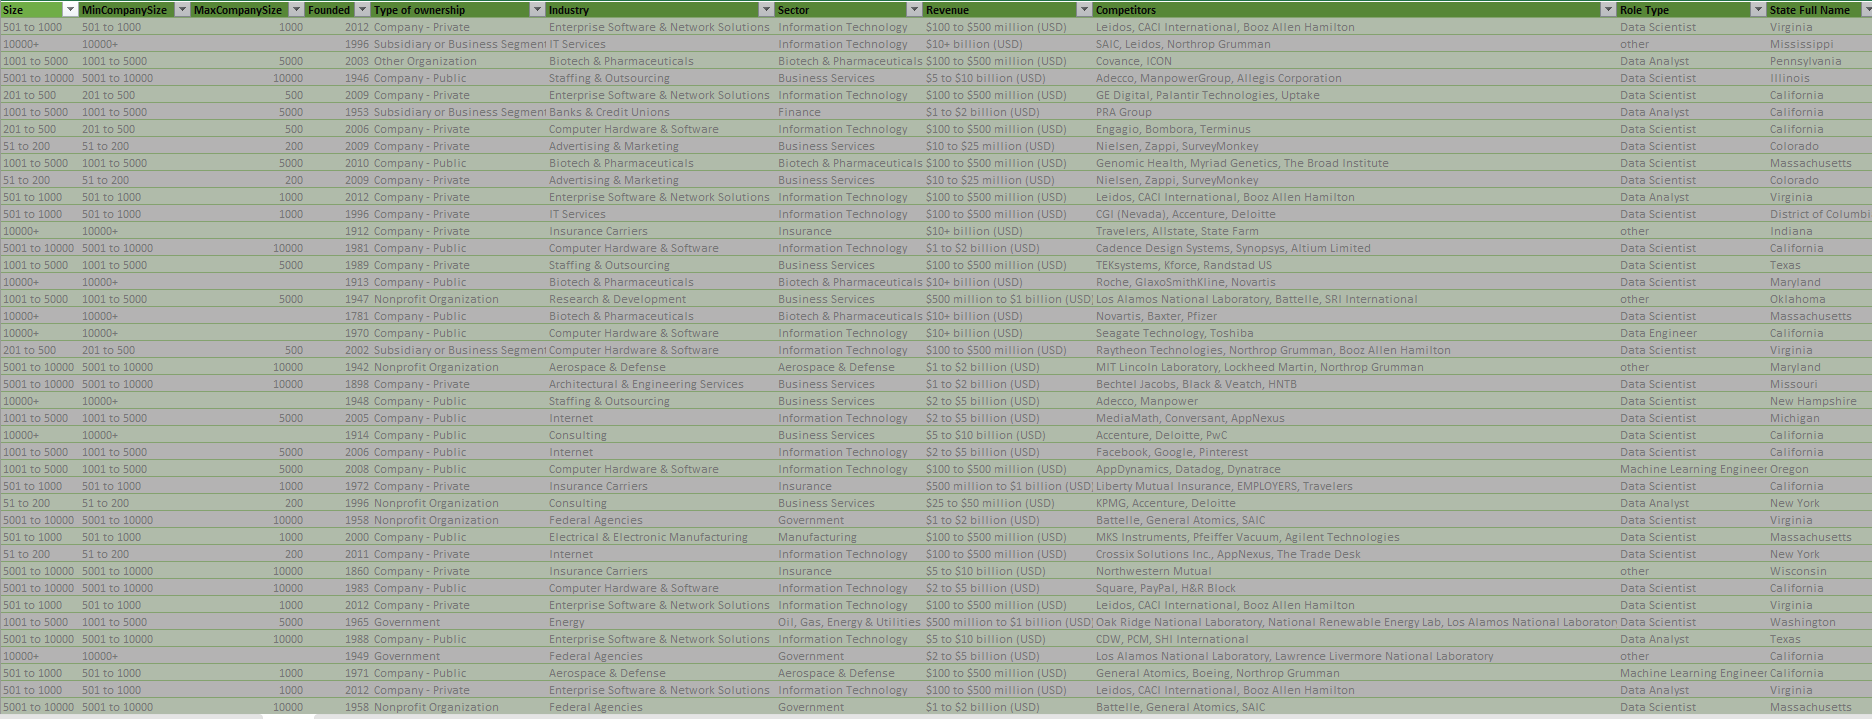 Size MinCompanySize MaxCompanySize Founded Type of ownership Industry Sector Revenue Competitors Role Type State Full Name
501 to 1000 501 to 1000 1000 2012 Company - Private Enterprise Software & Network Solutions Information Technology $100 to $500 million (USD) Leidos, CACI International, Booz Allen Hamilton Data Scientist Virginia
10000+ 10000+ 1996 Subsidiary or Business Segment IT Services Information Technology $10+ billion (USD) SAIC, Leidos, Northrop Grumman other Mississippi
1001 to 5000 1001 to 5000 5000 2003 Other Organization Biotech & Pharmaceuticals Biotech & Pharmaceuticals $100 to $500 million (USD) Covance, ICON Data Analyst Pennsylvania
5001 to 10000 5001 to 10000 10000 1946 Company - Public Staffing & Outsourcing Business Services $5 to $10 billion (USD) Adecco, ManpowerGroup, Allegis Corporation Data Scientist Illinois
201 to 500 201 to 500 500 2009 Company - Private Enterprise Software & Network Solutions Information Technology $100 to $500 million (USD) GE Digital, Palantir Technologies, Uptake Data Scientist California
1001 to 5000 1001 to 5000 5000 1953 Subsidiary or Business Segment Banks & Credit Unions Finance $1 to $2 billion (USD) PRA Group Data Analyst California
201 to 500 201 to 500 500 2006 Company - Private Computer Hardware & Software Information Technology $100 to $500 million (USD) Engagio, Bombora, Terminus Data Scientist California
51 to 200 51 to 200 200 2009 Company - Private Advertising & Marketing Business Services $10 to $25 million (USD) Nielsen, Zappi, SurveyMonkey Data Scientist Colorado
1001 to 5000 1001 to 5000 5000 2010 Company - Public Biotech & Pharmaceuticals Biotech & Pharmaceuticals $100 to $500 million (USD) Genomic Health, Myriad Genetics, The Broad Institute Data Scientist Massachusetts
51 to 200 51 to 200 200 2009 Company - Private Advertising & Marketing Business Services $10 to $25 million (USD) Nielsen, Zappi, SurveyMonkey Data Scientist Colorado
501 to 1000 501 to 1000 1000 2012 Company - Private Enterprise Software & Network Solutions Information Technology $100 to $500 million (USD) Leidos, CACI International, Booz Allen Hamilton Data Analyst Virginia
501 to 1000 501 to 1000 1000 1996 Company - Private IT Services Information Technology $100 to $500 million (USD) CGI (Nevada), Accenture, Deloitte Data Scientist District of Columbi
10000+ 10000+ 1912 Company - Private Insurance Carriers Insurance $10+ billion (USD) Travelers, Allstate, State Farm other Indiana
5001 to 10000 5001 to 10000 10000 1981 Company - Public Computer Hardware & Software Information Technology $1 to $2 billion (USD) Cadence Design Systems, Synopsys, Altium Limited Data Scientist California
1001 to 5000 1001 to 5000 5000 1989 Company - Private Staffing & Outsourcing Business Services $100 to $500 million (USD) TEKsystems, Kforce, Randstad US Data Scientist Texas
10000+ 10000+ 1913 Company - Public Biotech & Pharmaceuticals Biotech & Pharmaceuticals $10+ billion (USD) Roche, GlaxoSmithKline, Novartis Data Scientist Maryland
1001 to 5000 1001 to 5000 5000 1947 Nonprofit Organization Research & Development Business Services $500 million to $1 billion (USD) Los Alamos National Laboratory, Battelle, SRI International other Oklahoma
10000+ 10000+ 1781 Company - Public Biotech & Pharmaceuticals Biotech & Pharmaceuticals $10+ billion (USD) Novartis, Baxter, Pfizer Data Scientist Massachusetts
10000+ 10000+ 1970 Company - Public Computer Hardware & Software Information Technology $10+ billion (USD) Seagate Technology, Toshiba Data Engineer California
201 to 500 201 to 500 500 2002 Subsidiary or Business Segment Computer Hardware & Software Information Technology $100 to $500 million (USD) Raytheon Technologies, Northrop Grumman, Booz Allen Hamilton Data Scientist Virginia
5001 to 10000 5001 to 10000 10000 1942 Nonprofit Organization Aerospace & Defense Aerospace & Defense $1 to $2 billion (USD) MIT Lincoln Laboratory, Lockheed Martin, Northrop Grumman other Maryland
5001 to 10000 5001 to 10000 10000 1898 Company - Private Architectural & Engineering Services Business Services $1 to $2 billion (USD) Bechtel Jacobs, Black & Veatch, HNTB Data Scientist Missouri
10000+ 10000+ 1948 Company - Public Staffing & Outsourcing Business Services $2 to $5 billion (USD) Adecco, Manpower Data Scientist New Hampshire
1001 to 5000 1001 to 5000 5000 2005 Company - Public Internet Information Technology $2 to $5 billion (USD) MediaMath, Conversant, AppNexus Data Scientist Michigan
10000+ 10000+ 1914 Company - Public Consulting Business Services $5 to $10 billion (USD) Accenture, Deloitte, PwC Data Scientist California
1001 to 5000 1001 to 5000 5000 2006 Company - Public Internet Information Technology $2 to $5 billion (USD) Facebook, Google, Pinterest Data Scientist California
1001 to 5000 1001 to 5000 5000 2008 Company - Public Computer Hardware & Software Information Technology $100 to $500 million (USD) AppDynamics, Datadog, Dynatrace Machine Learning Engineer Oregon
501 to 1000 501 to 1000 1000 1972 Company - Private Insurance Carriers Insurance $500 million to $1 billion (USD) Liberty Mutual Insurance, EMPLOYERS, Travelers Data Scientist California
51 to 200 51 to 200 200 1996 Nonprofit Organization Consulting Business Services $25 to $50 million (USD) KPMG, Accenture, Deloitte Data Analyst New York
5001 to 10000 5001 to 10000 10000 1958 Nonprofit Organization Federal Agencies Government $1 to $2 billion (USD) Battelle, General Atomics, SAIC Data Scientist Virginia
501 to 1000 501 to 1000 1000 2000 Company - Public Electrical & Electronic Manufacturing Manufacturing $100 to $500 million (USD) MKS Instruments, Pfeiffer Vacuum, Agilent Technologies Data Scientist Massachusetts
51 to 200 51 to 200 200 2011 Company - Private Internet Information Technology $100 to $500 million (USD) Crossix Solutions Inc., AppNexus, The Trade Desk Data Scientist New York
5001 to 10000 5001 to 10000 10000 1860 Company - Private Insurance Carriers Insurance $5 to $10 billion (USD) Northwestern Mutual other Wisconsin
5001 to 10000 5001 to 10000 10000 1983 Company - Public Computer Hardware & Software Information Technology $2 to $5 billion (USD) Square, PayPal, H&R Block Data Scientist California
501 to 1000 501 to 1000 1000 2012 Company - Private Enterprise Software & Network Solutions Information Technology $100 to $500 million (USD) Leidos, CACI International, Booz Allen Hamilton Data Scientist Virginia
1001 to 5000 1001 to 5000 5000 1965 Government Energy Oil, Gas, Energy & Utilities $500 million to $1 billion (USD) Oak Ridge National Laboratory, National Renewable Energy Lab, Los Alamos National Laborator Data Scientist Washington
5001 to 10000 5001 to 10000 10000 1988 Company - Public Enterprise Software & Network Solutions Information Technology $5 to $10 billion (USD) CDW, PCM, SHI International Data Analyst Texas
10000+ 10000+ 1949 Government Federal Agencies Government $2 to $5 billion (USD) Los Alamos National Laboratory, Lawrence Livermore National Laboratory other California
501 to 1000 501 to 1000 1000 1971 Company - Public Aerospace & Defense Aerospace & Defense $100 to $500 million (USD) General Atomics, Boeing, Northrop Grumman Machine Learning Engineer California
501 to 1000 501 to 1000 1000 2012 Company - Private Enterprise Software & Network Solutions Information Technology $100 to $500 million (USD) Leidos, CACI International, Booz Allen Hamilton Data Analyst Virginia
5001 to 10000 5001 to 10000 10000 1958 Nonprofit Organization Federal Agencies Government $1 to $2 billion (USD) Battelle, General Atomics, SAIC Data Scientist Massachusetts